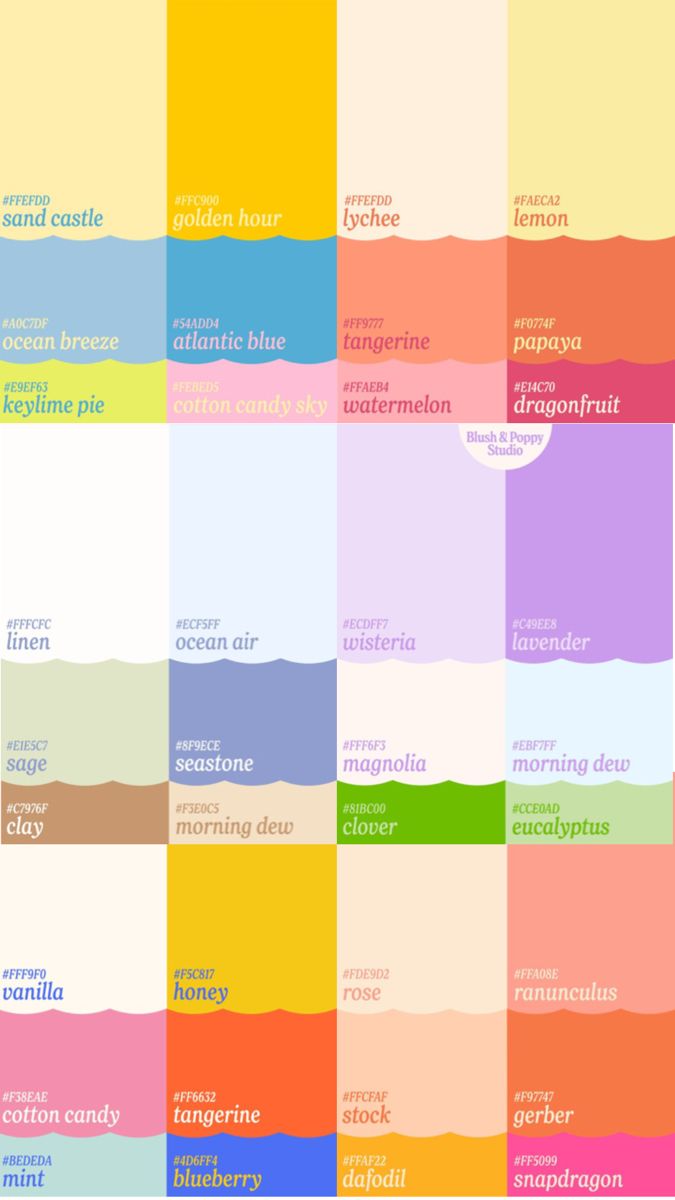 #FFEFDD
sand castle
#FFC900
golden hour
#FFEFDD
lychee
#FAECA2
lemon
#A0C7DF
ocean breeze
#54ADD4
atlantic blue
#FF9777
tangerine
#F0774F
papaya
#E9EF63
keylime pie
#FEBED5
cotton candy sky
#FFAEB4
watermelon
#E14C70
dragonfruit
Blush & Poppy
Studio
#FFFCFC
linen
#ECF5FF
ocean air
#ECDFF7
wisteria
#C49EE8
lavender
#E1E5C7
sage
#8F9ECE
seastone
#FFF6F3
magnolia
#EBF7FF
morning dew
#C7976F
clay
#F3E0C5
morning dew
#81BC00
clover
#CCE0AD
eucalyptus
#FFF9F0
vanilla
#F5C817
honey
#FDE9D2
rose
#FFA08E
ranunculus
#F38EAE
cotton candy
#FF6632
tangerine
#FFCFAF
stock
#F97747
gerber
#BEDEDA
mint
#4D6FF4
blueberry
#FFAF22
dafodil
#FF5099
snapdragon